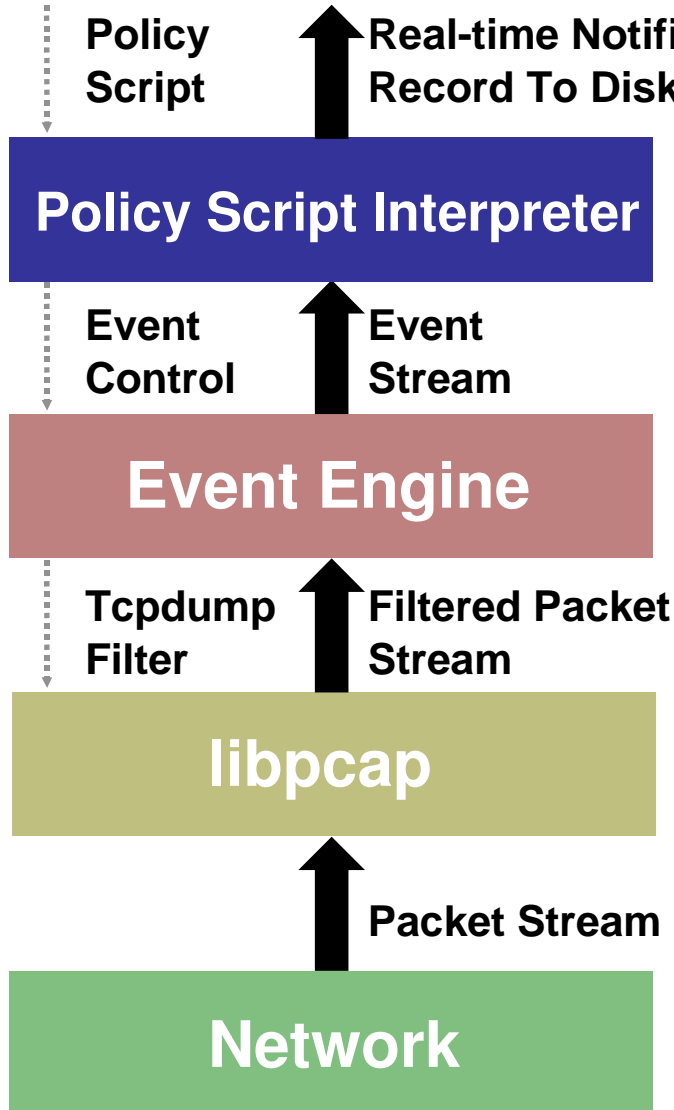 Policy
Script
Real-time Notifi
Record To Disk
Policy Script Interpreter
Event
Control
Event
Stream
Event Engine
Tcpdump
Filter
Filtered Packet
Stream
libpcap
Packet Stream
Network